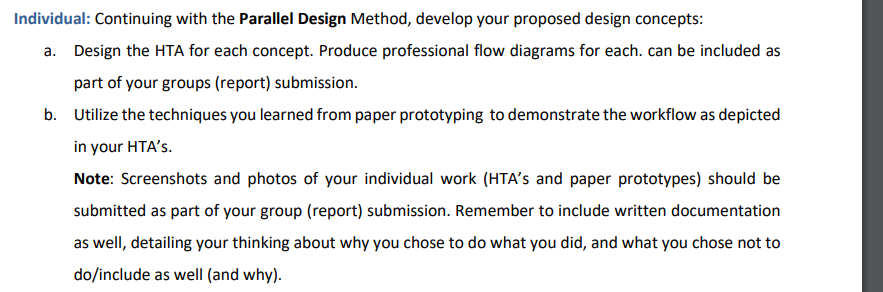 Individual: Continuing with the Parallel Design Method, develop your proposed design concepts:
a. Design the HTA for each concept. Produce professional flow diagrams for each. can be included as
part of your groups (report) submission.
b. Utilize the techniques you learned from paper prototyping to demonstrate the workflow as depicted
in your HTA’s.
Note: Screenshots and photos of your individual work (HTA’s and paper prototypes) should be
submitted as part of your group (report) submission. Remember to include written documentation
as well, detailing your thinking about why you chose to do what you did, and what you chose not to
do/include as well (and why).